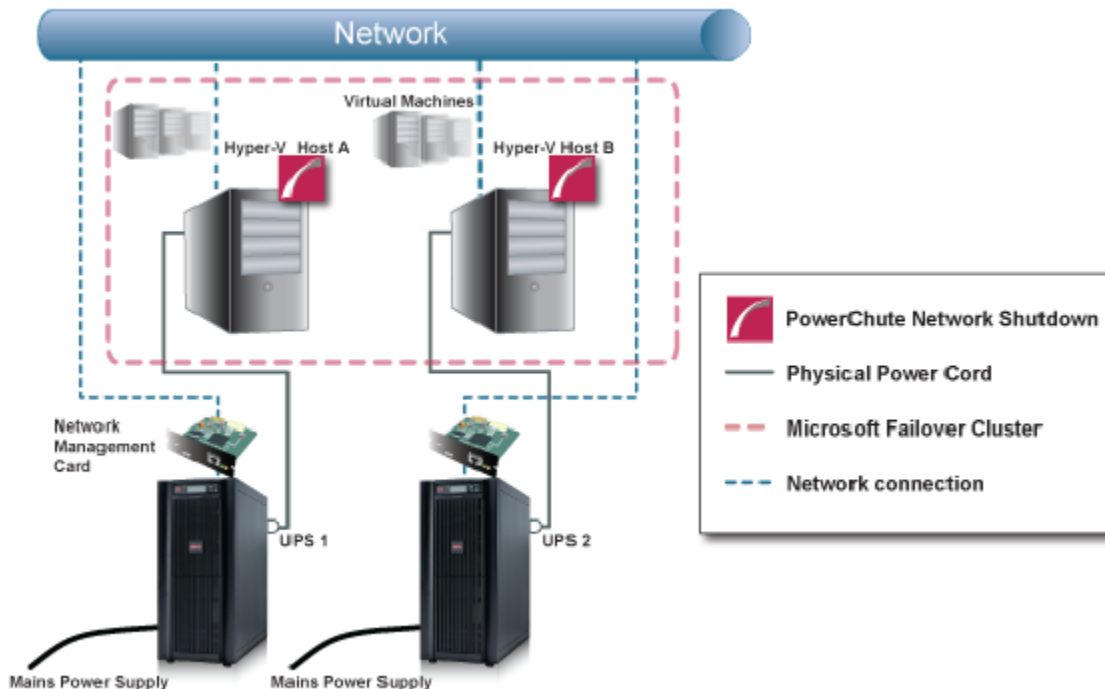 Network
Virtual Machines
Hyper-V Host A
Hyper-V Host B
PowerChute Network Shutdown
Physical Power Cord
Microsoft Failover Cluster
Network connection
Network
Management
Card
UPS 1
UPS 2
Mains Power Supply
Mains Power Supply